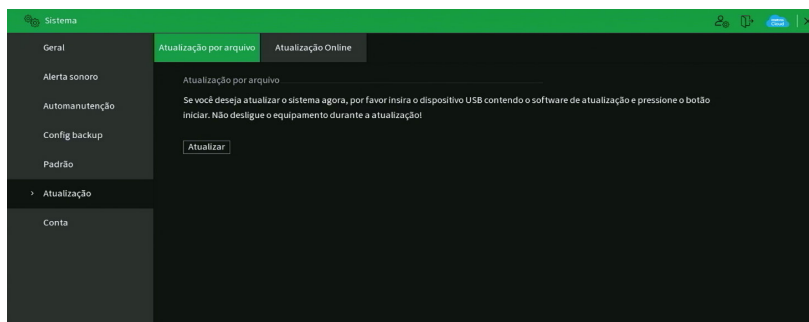 Sistema
Geral
Atualização por arquivo
Atualização Online
Alerta sonoro
Atualização por arquivo
Automanutenção
Se você deseja atualizar o sistema agora, por favor insira o dispositivo USB contendo o software de atualização e pressione o botão
iniciar. Não desligue o equipamento durante a atualização!
Config backup
Atualizar
Padrão
> Atualização
Conta